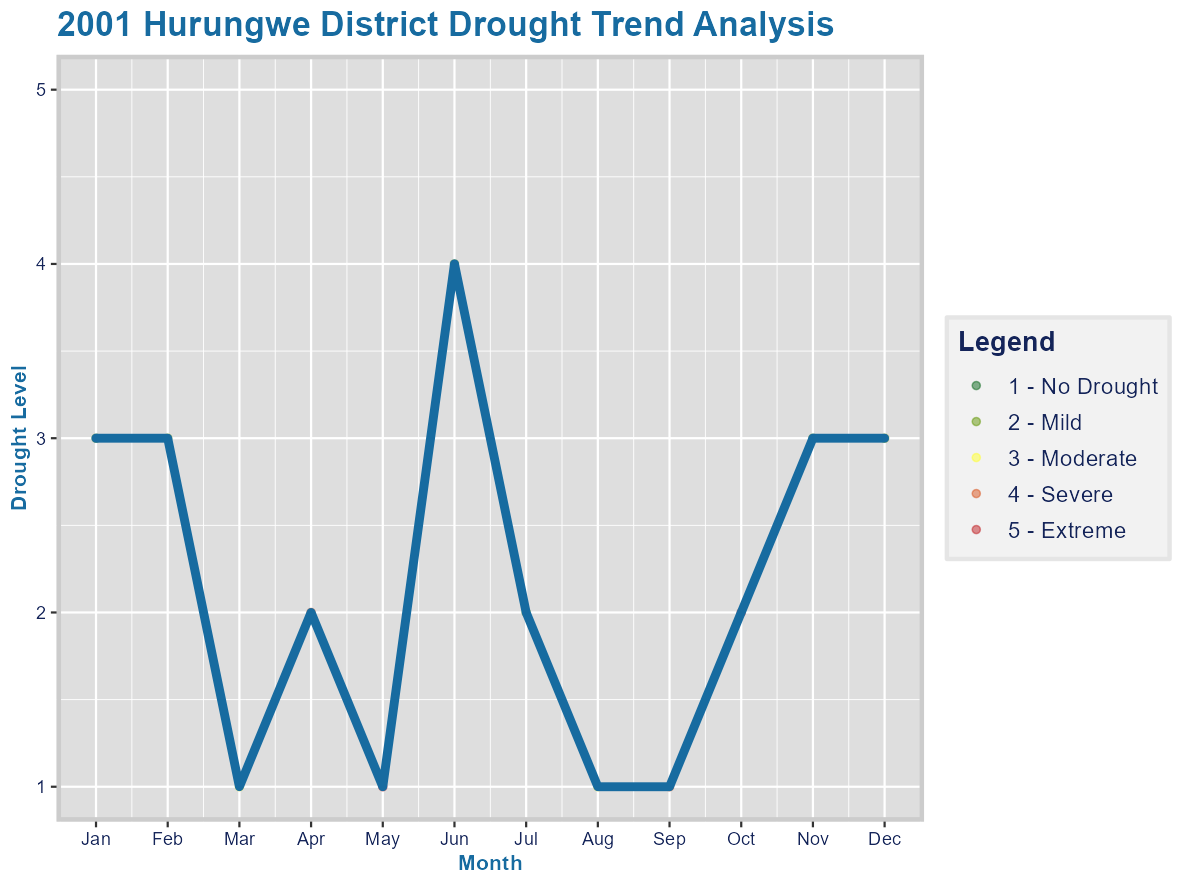 2001 Hurungwe District Drought Trend Analysis
5
4
3
2
1
Drought Level
Jan Feb Mar Apr May Jun Jul Aug Sep Oct Nov Dec
Month
Legend
1 - No Drought
2 - Mild
3 - Moderate
4 - Severe
5 - Extreme